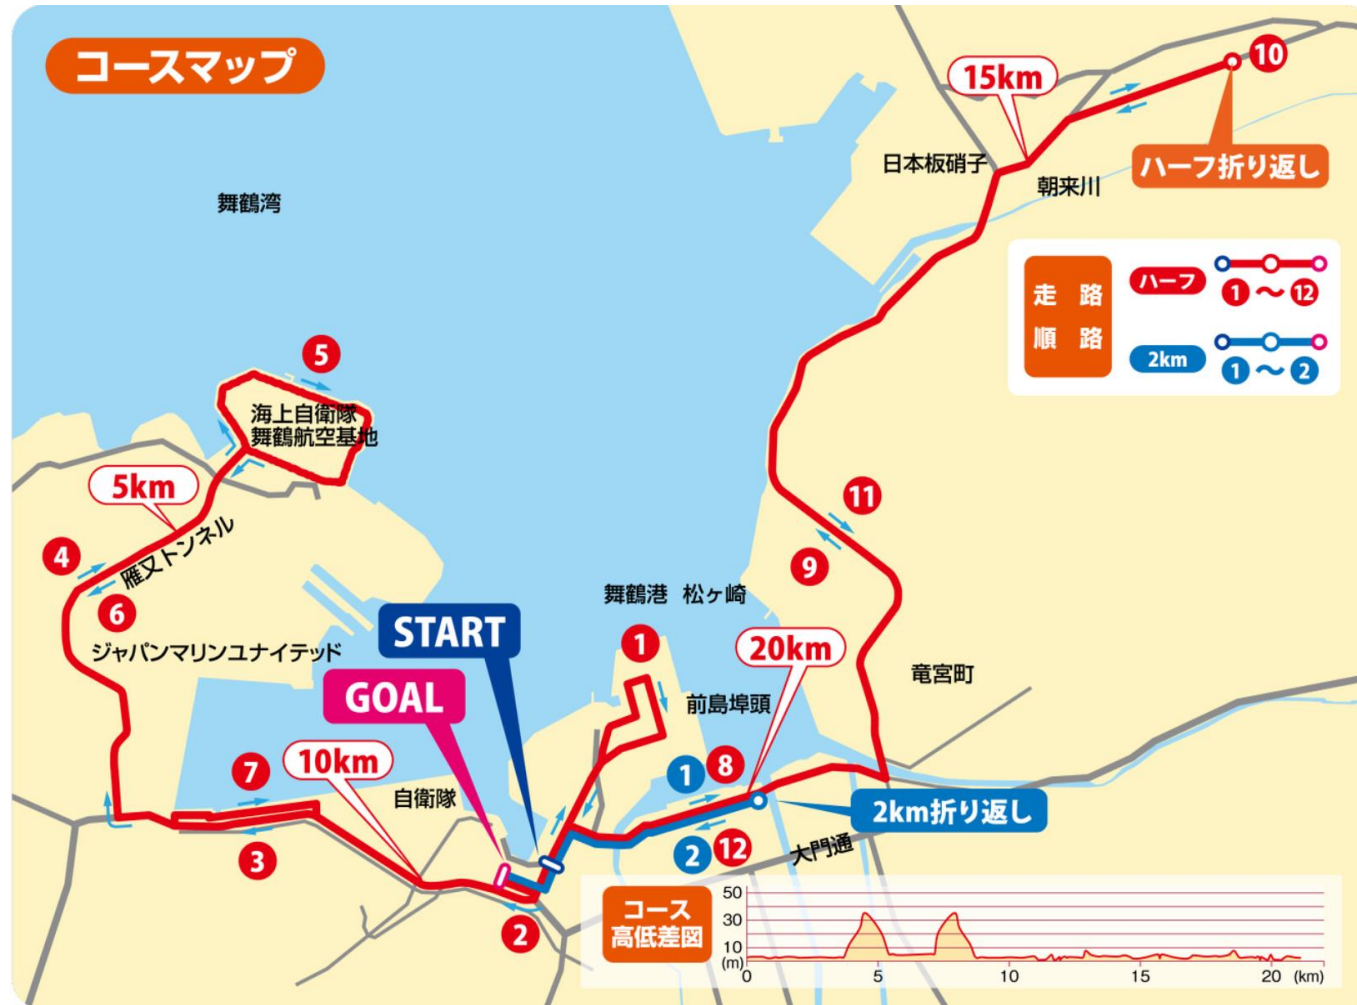 コースマップ
15km
10
日本板硝子
朝来川
ハーフ折り返し
舞鶴湾
走路
順路
ハーフ
1〜12
2km
1〜2
5
海上自衛隊
舞鶴航空基地
5km
雁又トンネル
4
6
11
9
ジャパンマリンユナイテッド
舞鶴港 松ヶ崎
START
GOAL
1
20km
前島埠頭
竜宮町
10km
7
自衛隊
3
1 8
2 12
2km折り返し
大門通
2
コース
高低差図
50
30
10
(m)
0 5 10 15 20 (km)